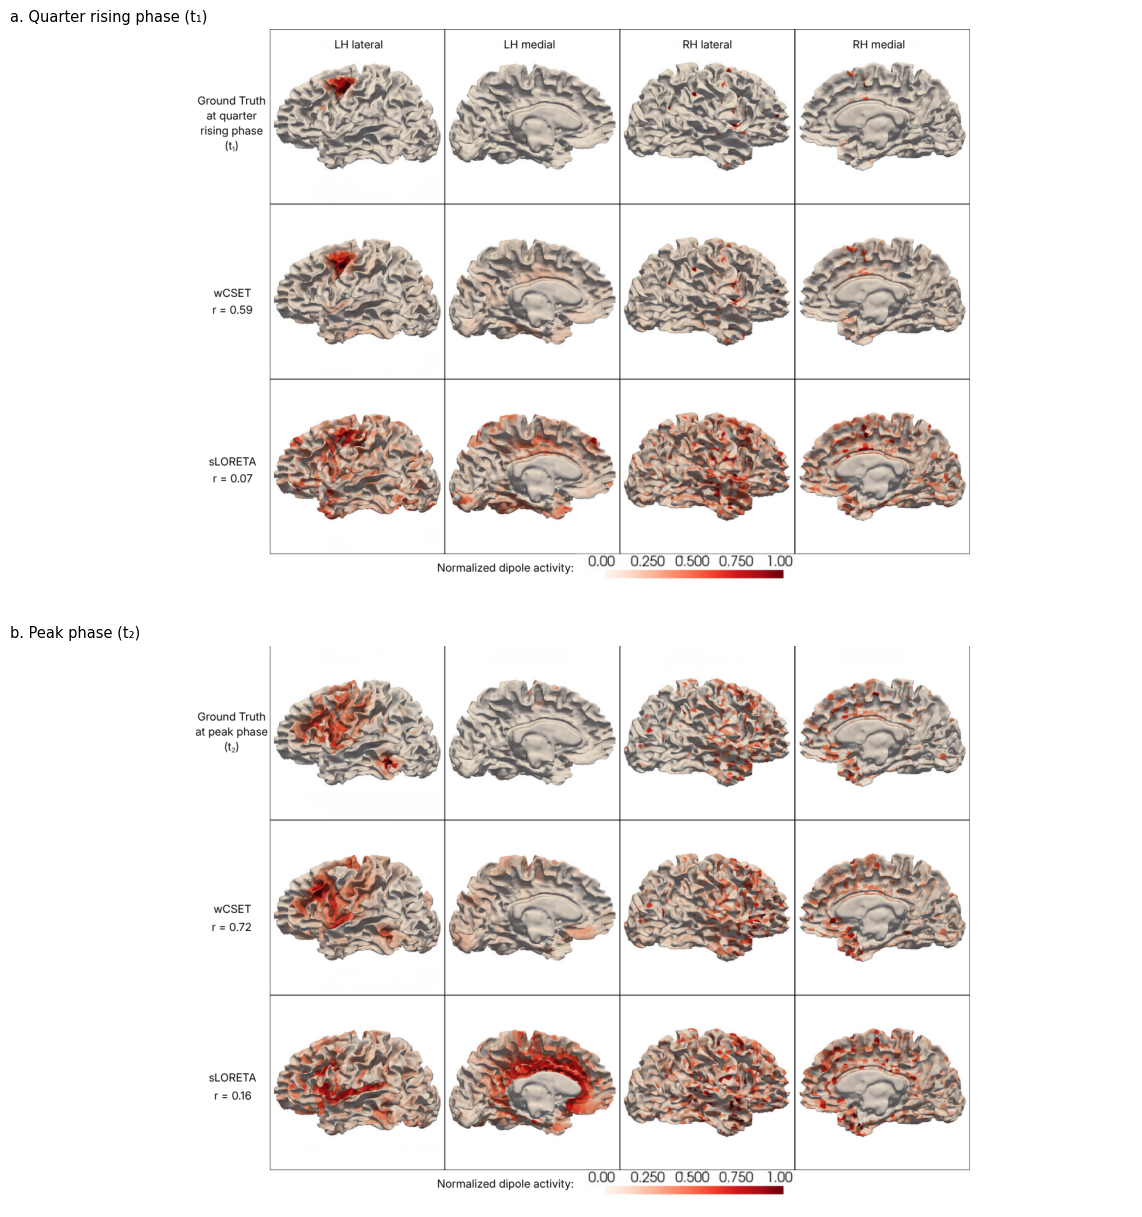 a. Quarter rising phase (t₁)
LH lateral
LH medial
RH lateral
RH medial
Ground Truth
at quarter
rising phase
(t₁)
wCSET
r = 0.59
sLORETA
r = 0.07
Normalized dipole activity:
0.00 0.250 0.500 0.750 1.00
b. Peak phase (t₂)
Ground Truth
at peak phase
(t₂)
wCSET
r = 0.72
sLORETA
r = 0.16
Normalized dipole activity:
0.00 0.250 0.500 0.750 1.00